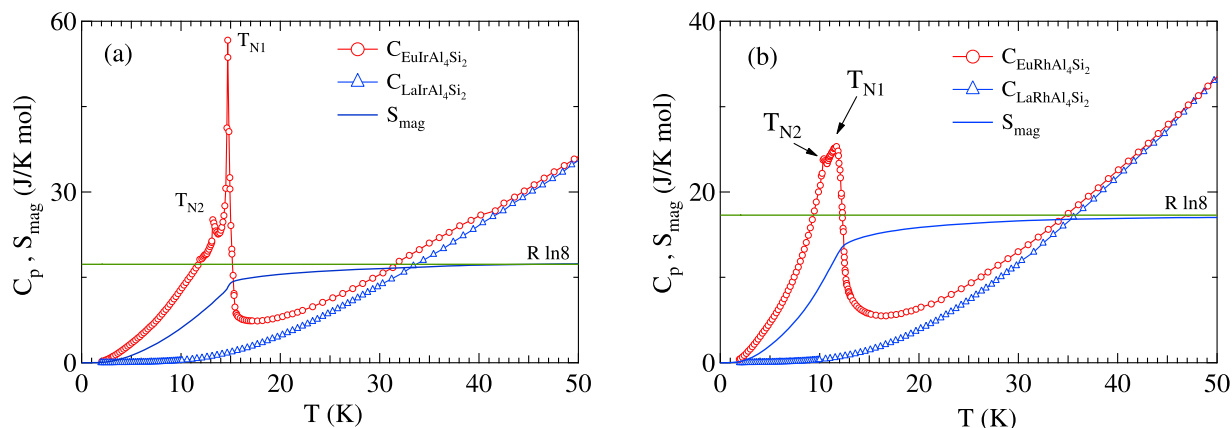 (a)
T_N1
T_N2
C_EuIrAl4Si2
C_LaIrAl4Si2
S_mag
R ln8
C_p , S_mag (J/K mol)
60
30
0
0 10 20 30 40 50
T (K)
(b)
T_N1
T_N2
C_EuRhAl4Si2
C_LaRhAl4Si2
S_mag
R ln8
C_p , S_mag (J/K mol)
40
20
0
0 10 20 30 40 50
T (K)